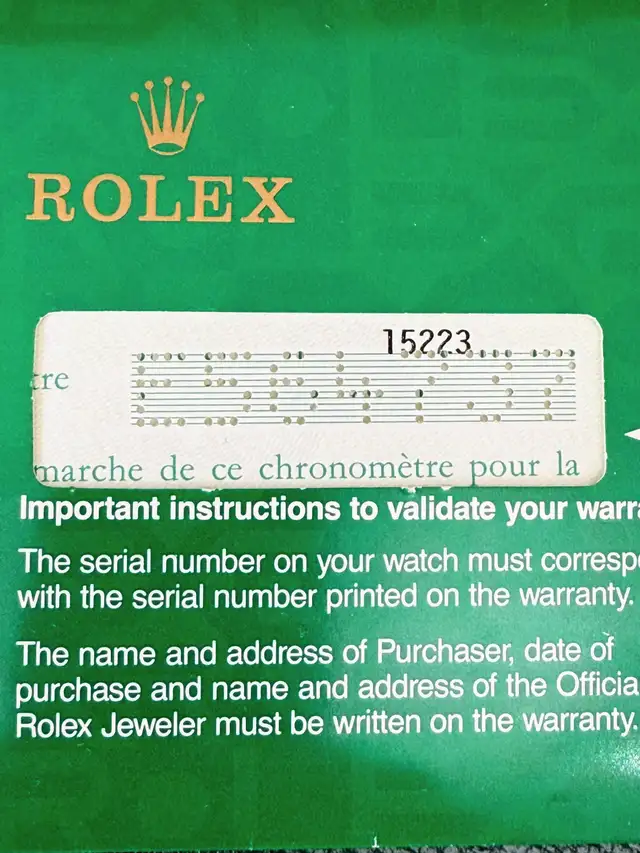 ROLEX
15223
tre
marche de ce chronomètre pour la
Important instructions to validate your warra
The serial number on your watch must corresp
with the serial number printed on the warranty.
The name and address of Purchaser, date of
purchase and name and address of the Officia
Rolex Jeweler must be written on the warranty.